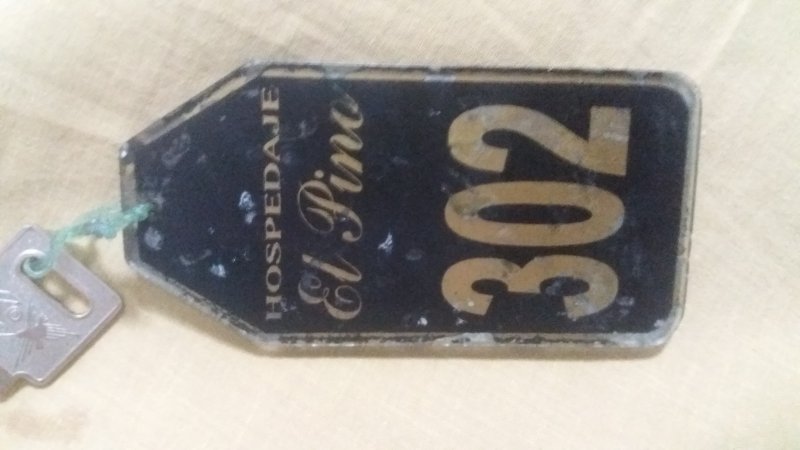 HOSPEDAJE
El Pino
302